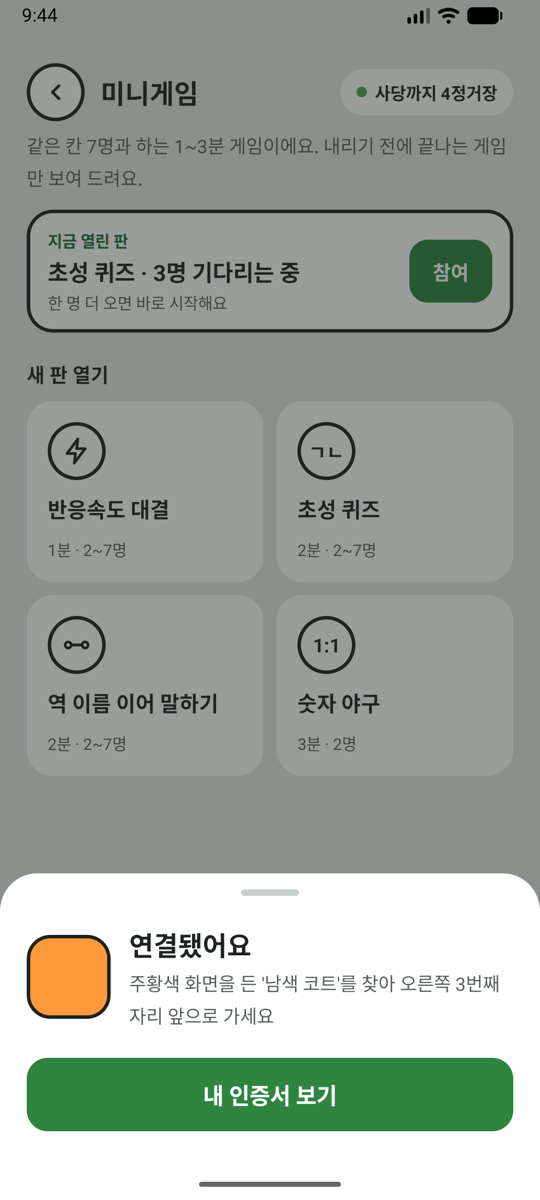 9:44
미니게임
사당까지 4정거장
같은 칸 7명과 하는 1~3분 게임이에요. 내리기 전에 끝나는 게임
만 보여 드려요.
지금 열린 판
초성 퀴즈 · 3명 기다리는 중
한 명 더 오면 바로 시작해요
참여
새 판 열기
반응속도 대결
1분 · 2~7명
ㄱㄴ
초성 퀴즈
2분 · 2~7명
역 이름 이어 말하기
2분 · 2~7명
1:1
숫자 야구
3분 · 2명
연결됐어요
주황색 화면을 든 '남색 코트'를 찾아 오른쪽 3번째
자리 앞으로 가세요
내 인증서 보기